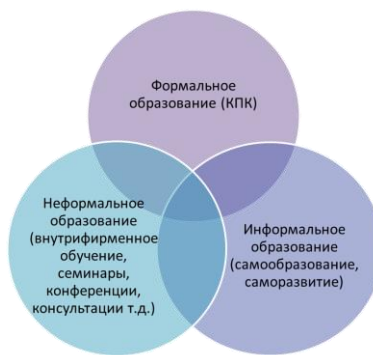 Формальное
образование (КПК)
Неформальное
образование
(внутрифирменное
обучение,
семинары,
конференции,
консультации т.д.)
Информальное
образование
(самообразование,
саморазвитие)